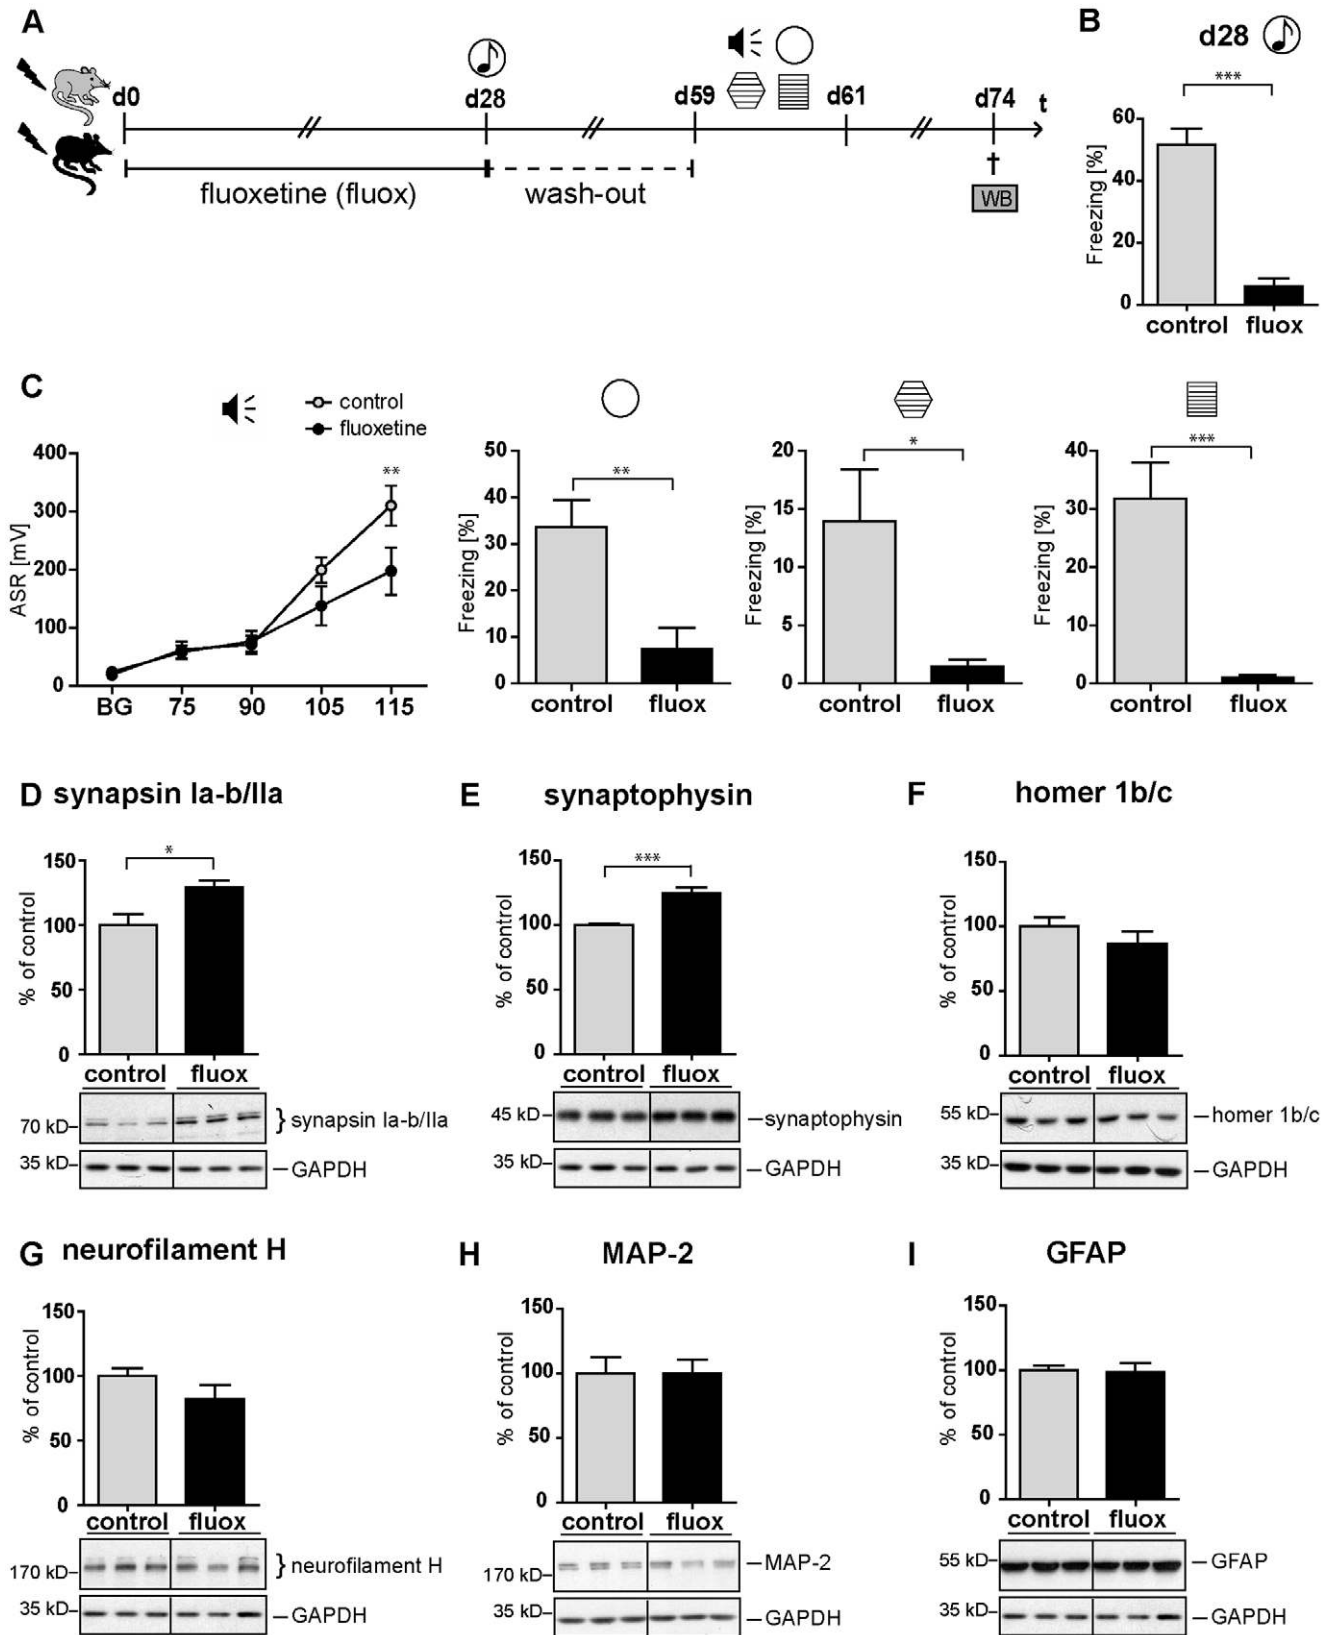 A
B
d28
d0
d28
d59
d61
d74
t
fluoxetine (fluox)
wash-out
†
WB
***
Freezing [%]
60
40
20
0
control
fluox
C
control
fluoxetine
ASR [mV]
400
300
200
100
0
**
BG
75
90
105
115
Freezing [%]
50
40
30
20
10
0
**
control
fluox
Freezing [%]
20
15
10
5
0
*
control
fluox
Freezing [%]
40
30
20
10
0
***
control
fluox
D synapsin Ia-b/IIa
% of control
150
100
50
0
*
control
fluox
70 kD
synapsin Ia-b/IIa
35 kD
GAPDH
E synaptophysin
% of control
150
100
50
0
***
control
fluox
45 kD
synaptophysin
35 kD
GAPDH
F homer 1b/c
% of control
150
100
50
0
control
fluox
55 kD
homer 1b/c
35 kD
GAPDH
G neurofilament H
% of control
150
100
50
0
control
fluox
170 kD
neurofilament H
35 kD
GAPDH
H MAP-2
% of control
150
100
50
0
control
fluox
170 kD
MAP-2
35 kD
GAPDH
I GFAP
% of control
150
100
50
0
control
fluox
55 kD
GFAP
35 kD
GAPDH